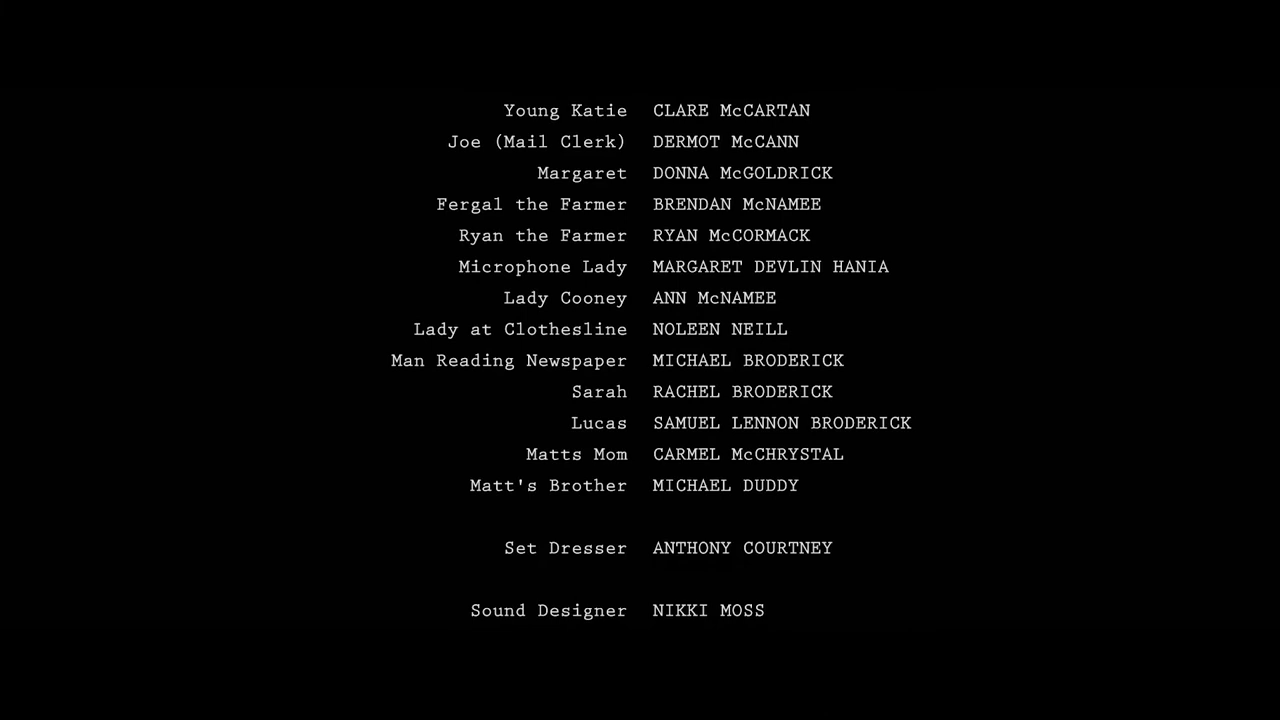 Young Katie CLARE McCARTAN
Joe (Mail Clerk) DERMOT McCANN
Margaret DONNA McGOLDRICK
Fergal the Farmer BRENDAN McNAMEE
Ryan the Farmer RYAN McCORMACK
Microphone Lady MARGARET DEVLIN HANIA
Lady Cooney ANN McNAMEE
Lady at Clothesline NOLEEN NEILL
Man Reading Newspaper MICHAEL BRODERICK
Sarah RACHEL BRODERICK
Lucas SAMUEL LENNON BRODERICK
Matts Mom CARMEL McCHRYSTAL
Matt's Brother MICHAEL DUDDY
Set Dresser ANTHONY COURTNEY
Sound Designer NIKKI MOSS